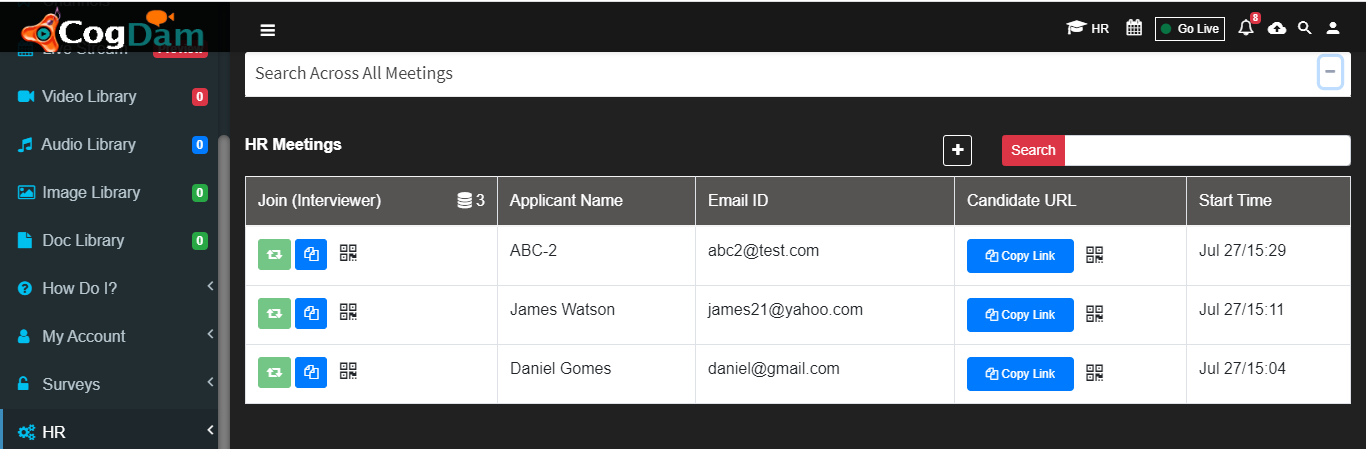 Channels
CogDam
HR
Go Live
8
Live Stream
Video Library 0
Audio Library 0
Image Library 0
Doc Library 0
How Do I?
My Account
Surveys
HR
Search Across All Meetings
HR Meetings
Search
Join (Interviewer) 3 Applicant Name Email ID Candidate URL Start Time
ABC-2 abc2@test.com Copy Link Jul 27/15:29
James Watson james21@yahoo.com Copy Link Jul 27/15:11
Daniel Gomes daniel@gmail.com Copy Link Jul 27/15:04